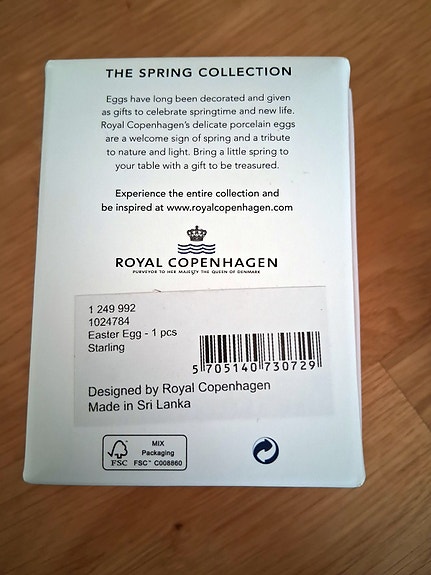 THE SPRING COLLECTION
Eggs have long been decorated and given
as gifts to celebrate springtime and new life.
Royal Copenhagen's delicate porcelain eggs
are a welcome sign of spring and a tribute
to nature and light. Bring a little spring to
your table with a gift to be treasured.
Experience the entire collection and
be inspired at www.royalcopenhagen.com
ROYAL COPENHAGEN
PURVEYOR TO HER MAJESTY THE QUEEN OF DENMARK
1 249 992
1024784
Easter Egg - 1 pcs
Starling
5 705140 730729
Designed by Royal Copenhagen
Made in Sri Lanka
FSC
MIX
Packaging
FSC™ C008860